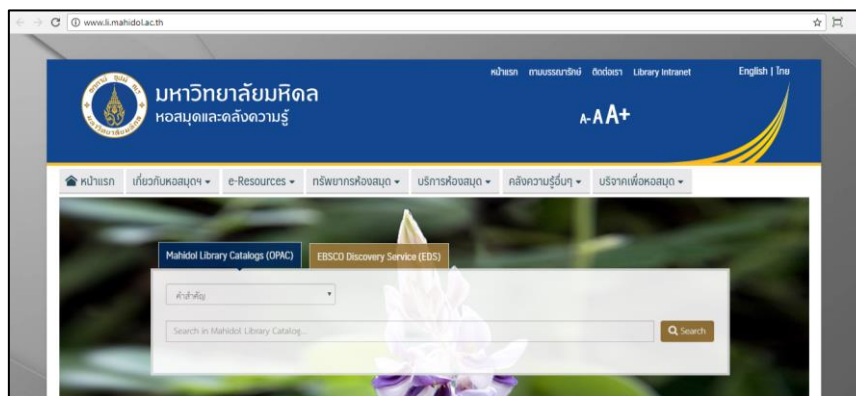 www.li.mahidol.ac.th
หน้าแรก ถามบรรณารักษ์ ติดต่อเรา Library Intranet English | ไทย
มหาวิทยาลัยมหิดล
หอสมุดและคลังความรู้
A- A A+
หน้าแรก เกี่ยวกับหอสมุดฯ e-Resources ทรัพยากรห้องสมุด บริการห้องสมุด คลังความรู้อื่นๆ บริจาคเพื่อหอสมุด
Mahidol Library Catalogs (OPAC) EBSCO Discovery Service (EDS)
คำสำคัญ
Search in Mahidol Library Catalog... Search